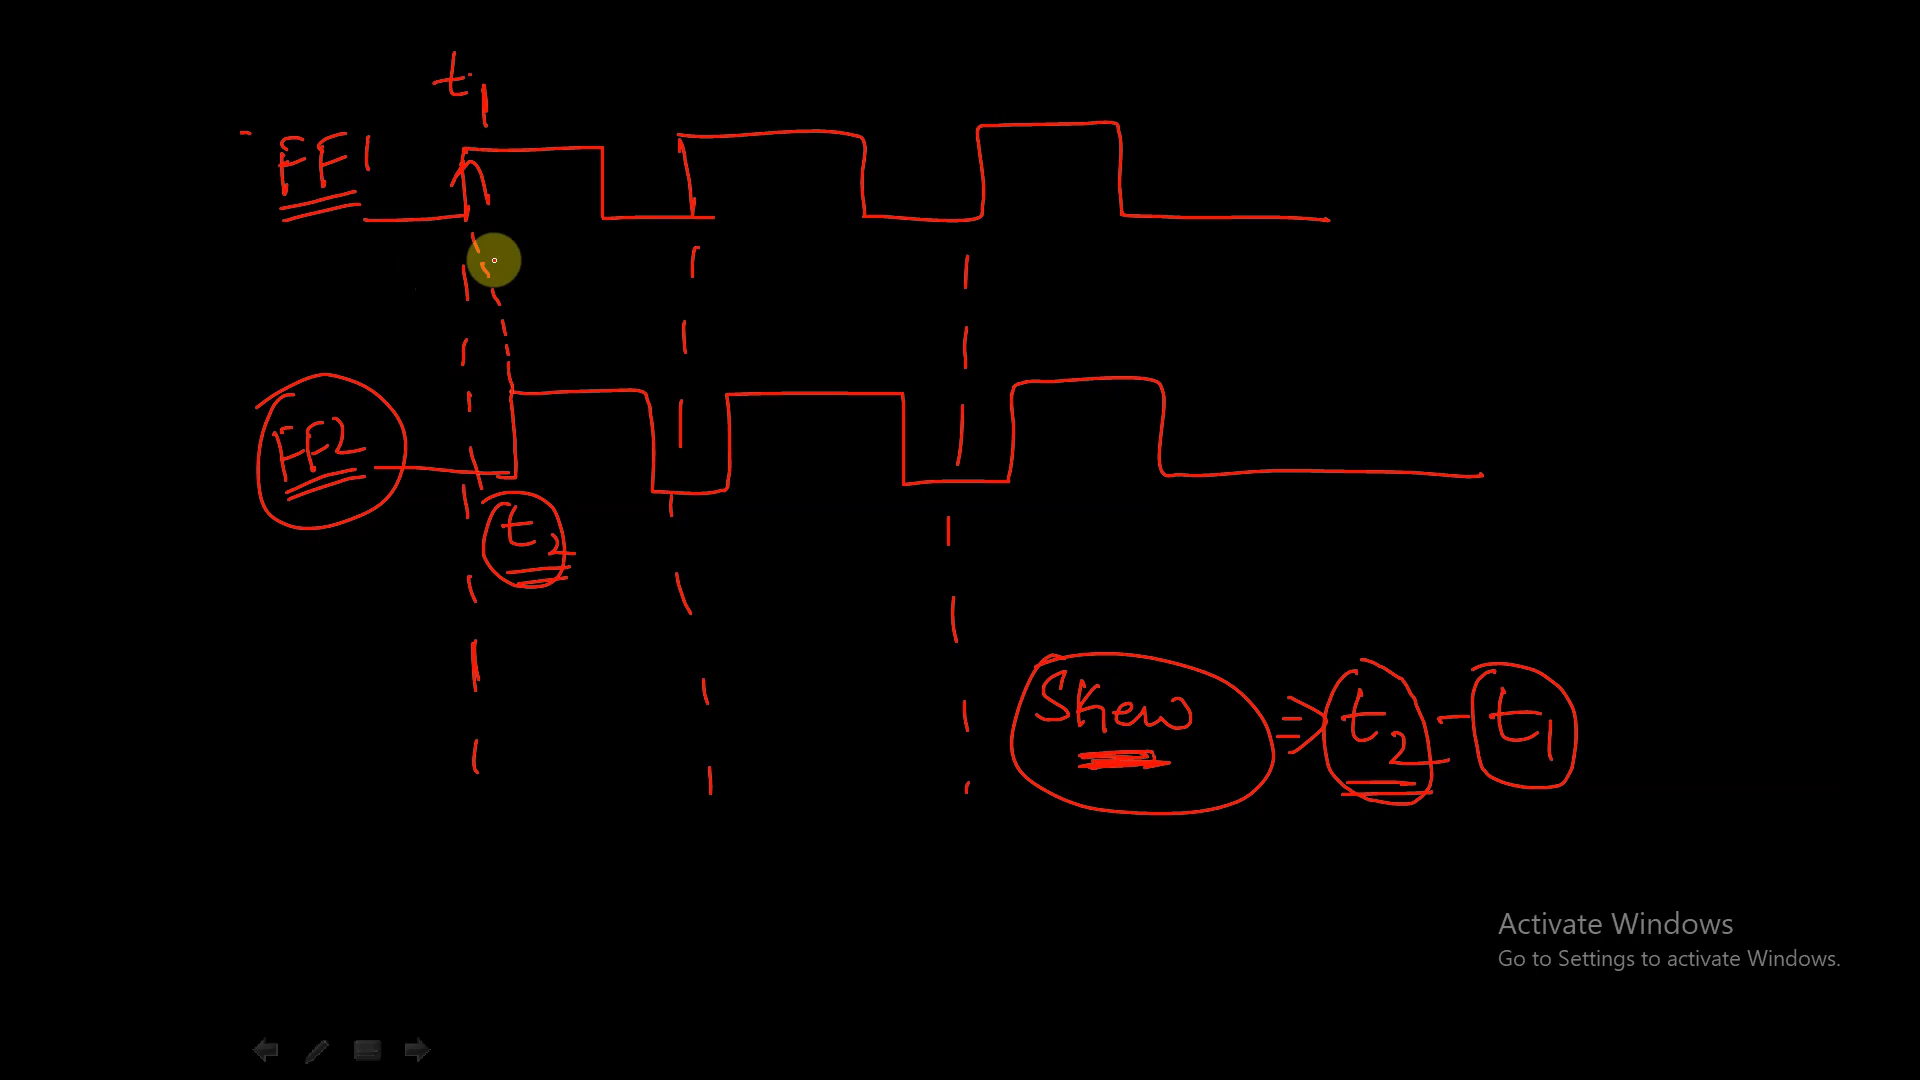 t1
FF1
FF2
t2
Skew ⇒ t2 - t1
Activate Windows
Go to Settings to activate Windows.